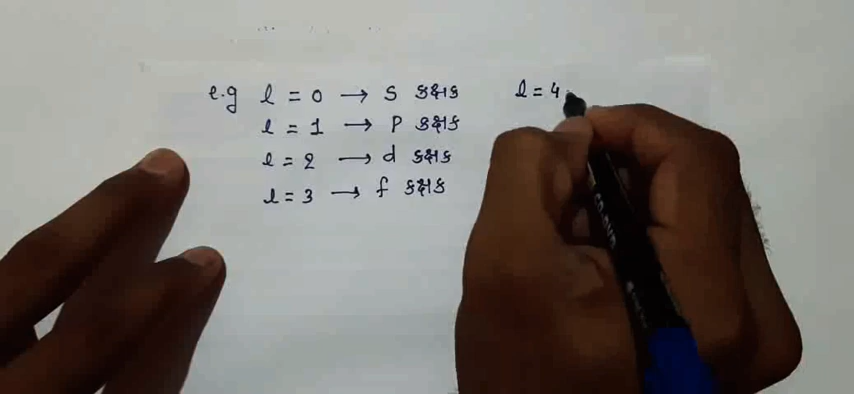 e.g l = 0 → s કક્ષક
l = 1 → p કક્ષક
l = 2 → d કક્ષક
l = 3 → f કક્ષક
l = 4